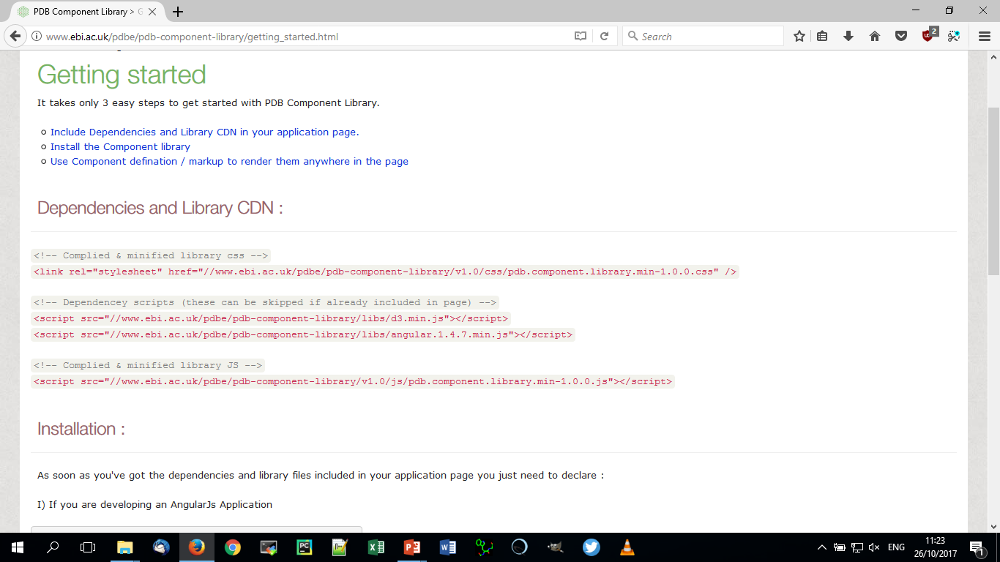 PDB Component Library > G
www.ebi.ac.uk/pdbe/pdb-component-library/getting_started.html
Search
2
Getting started
It takes only 3 easy steps to get started with PDB Component Library.
Include Dependencies and Library CDN in your application page.
Install the Component library
Use Component defination / markup to render them anywhere in the page
Dependencies and Library CDN :
<!-- Complied & minified library css -->
<link rel="stylesheet" href="//www.ebi.ac.uk/pdbe/pdb-component-library/v1.0/css/pdb.component.library.min-1.0.0.css" />
<!-- Dependencey scripts (these can be skipped if already included in page) -->
<script src="//www.ebi.ac.uk/pdbe/pdb-component-library/libs/d3.min.js"></script>
<script src="//www.ebi.ac.uk/pdbe/pdb-component-library/libs/angular.1.4.7.min.js"></script>
<!-- Complied & minified library JS -->
<script src="//www.ebi.ac.uk/pdbe/pdb-component-library/v1.0/js/pdb.component.library.min-1.0.0.js"></script>
Installation :
As soon as you've got the dependencies and library files included in your application page you just need to declare :
I) If you are developing an AngularJs Application
ENG
11:23
26/10/2017
1